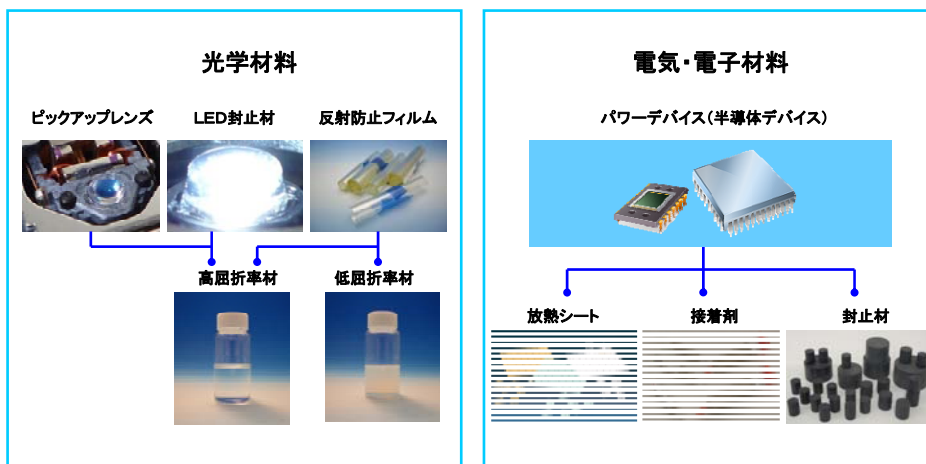 光学材料
ピックアップレンズ
LED封止材
反射防止フィルム
高屈折率材
低屈折率材
電気・電子材料
パワーデバイス(半導体デバイス)
放熱シート
接着剤
封止材